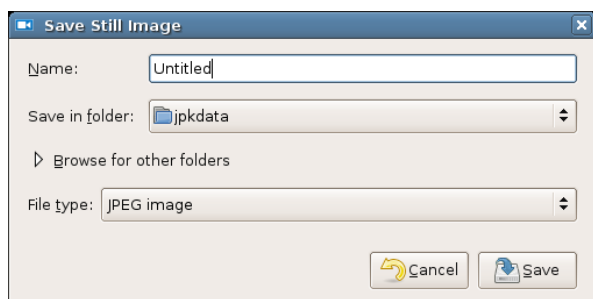 Save Still Image
Name: Untitled
Save in folder: jpkdata
Browse for other folders
File type: JPEG image
Cancel Save